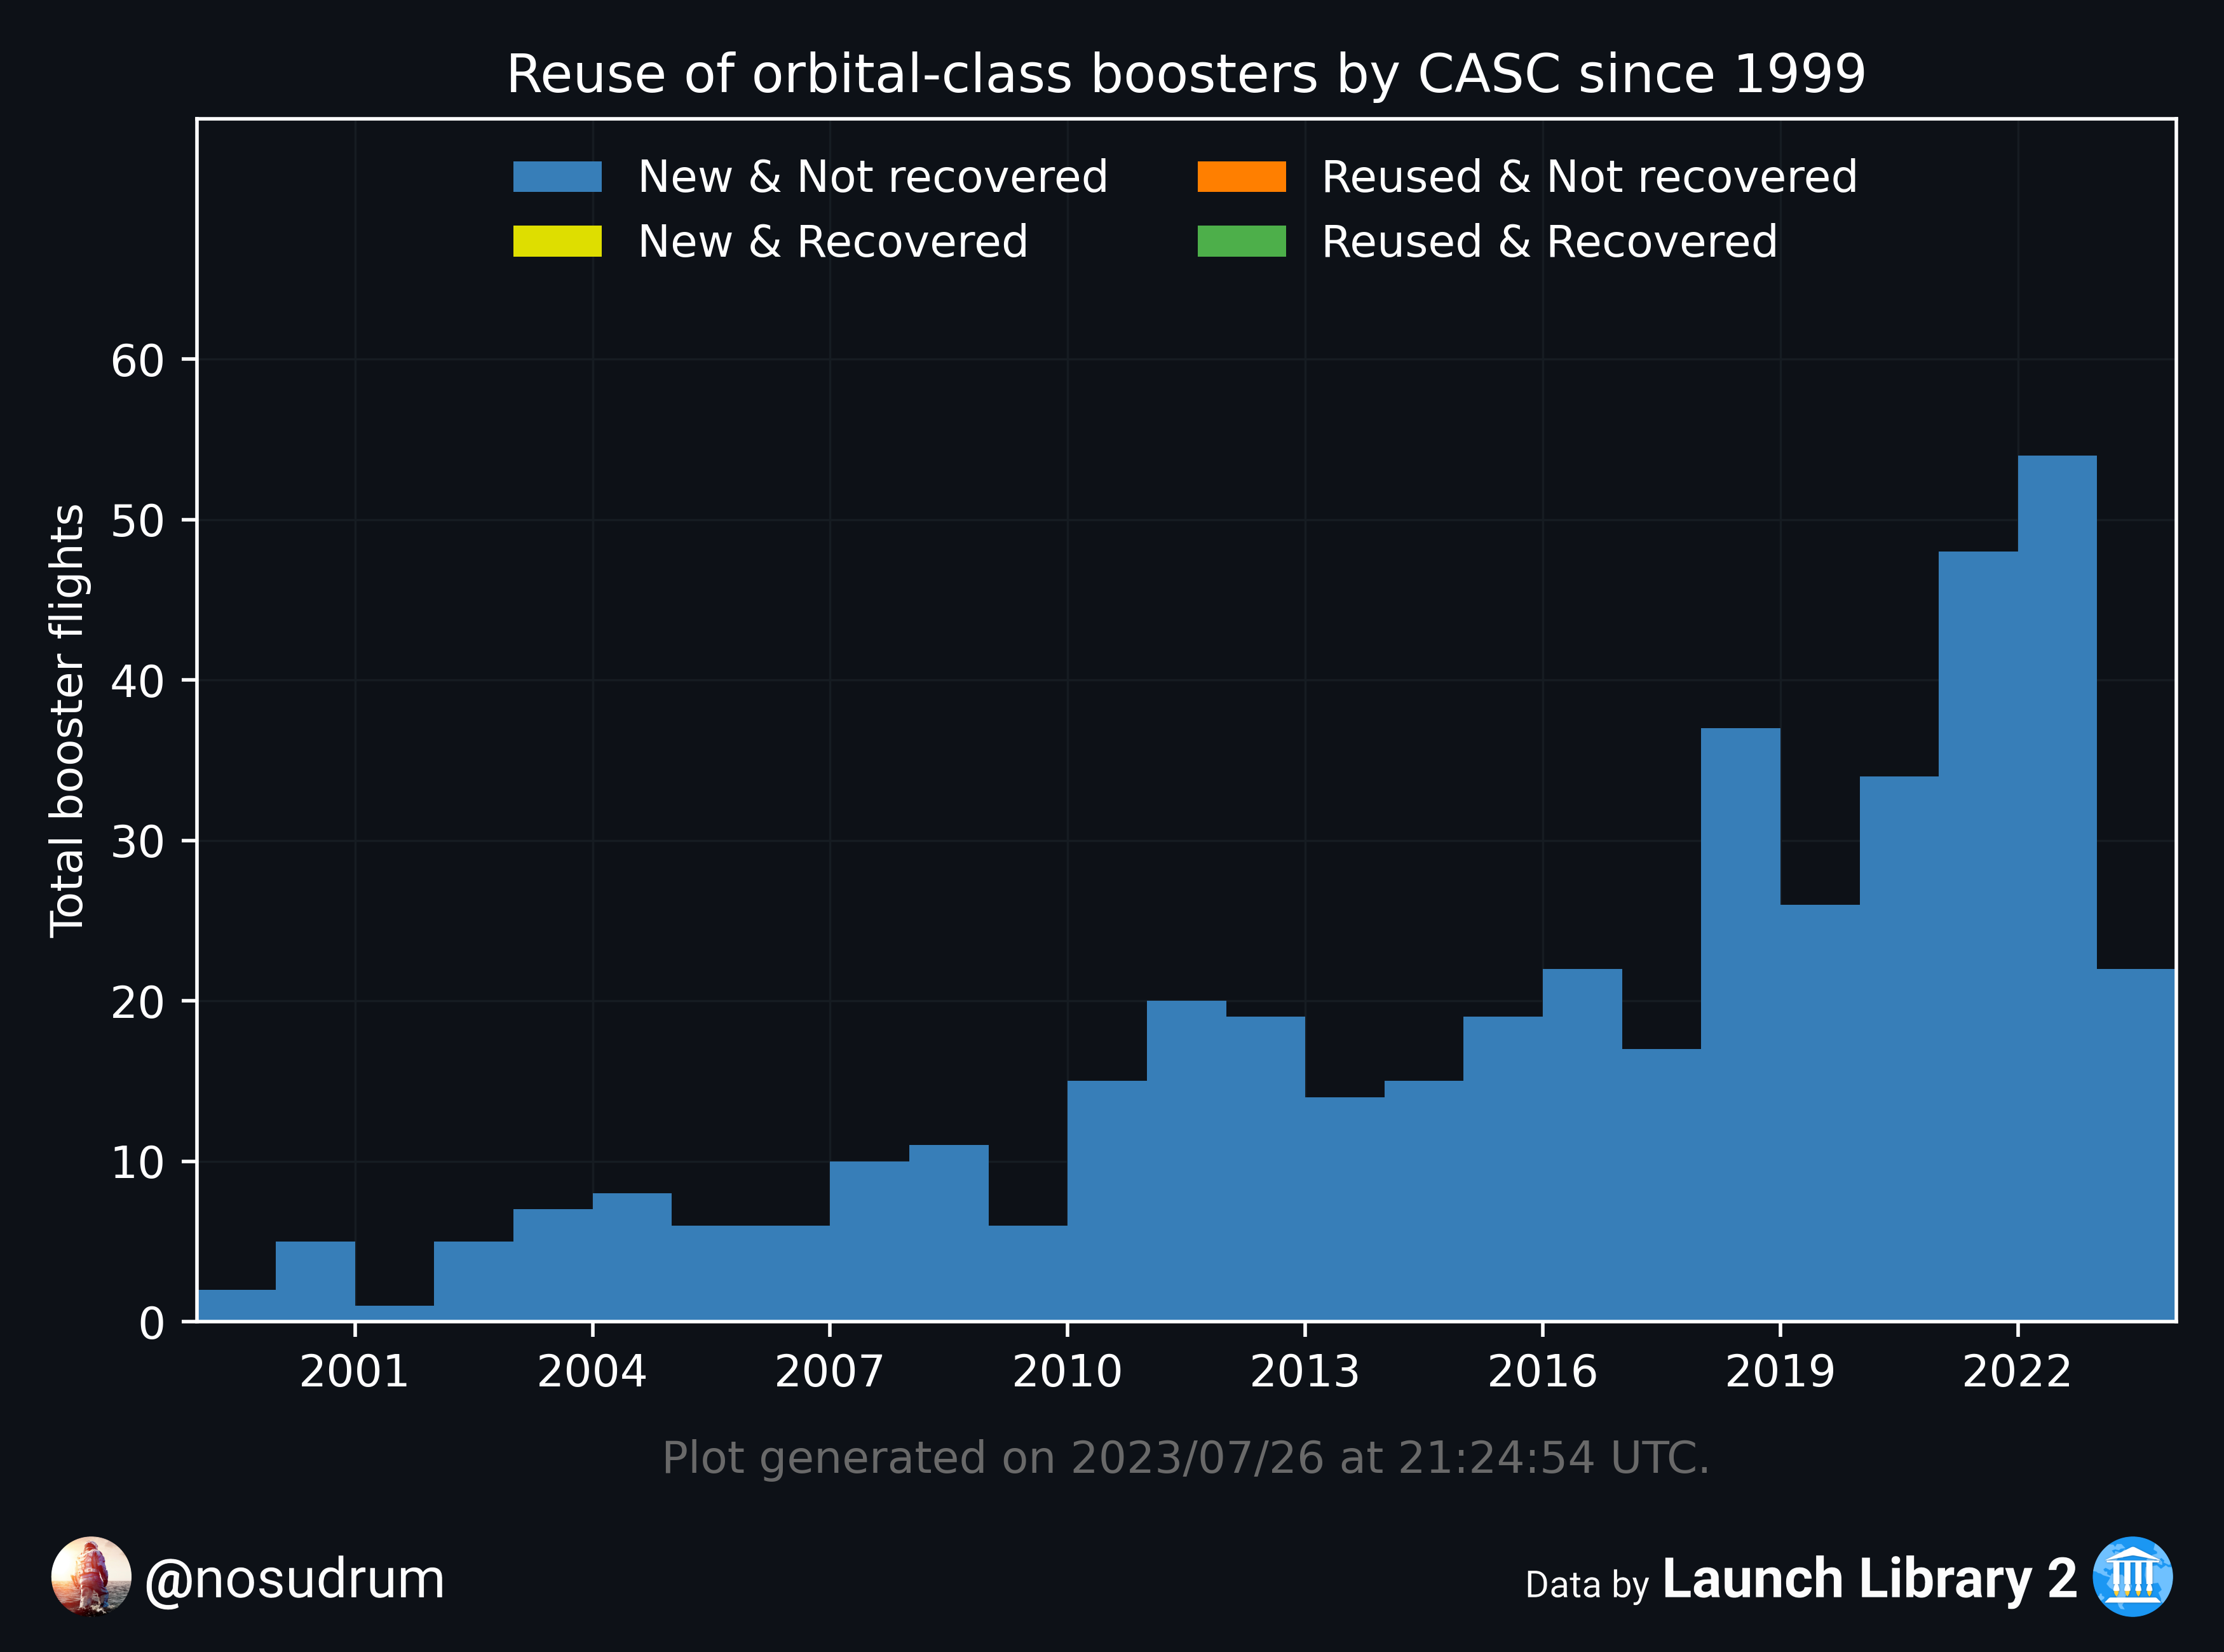 Reuse of orbital-class boosters by CASC since 1999
New & Not recovered
New & Recovered
Reused & Not recovered
Reused & Recovered
Total booster flights
60
50
40
30
20
10
0
2001 2004 2007 2010 2013 2016 2019 2022
Plot generated on 2023/07/26 at 21:24:54 UTC.
@nosudrum
Data by Launch Library 2